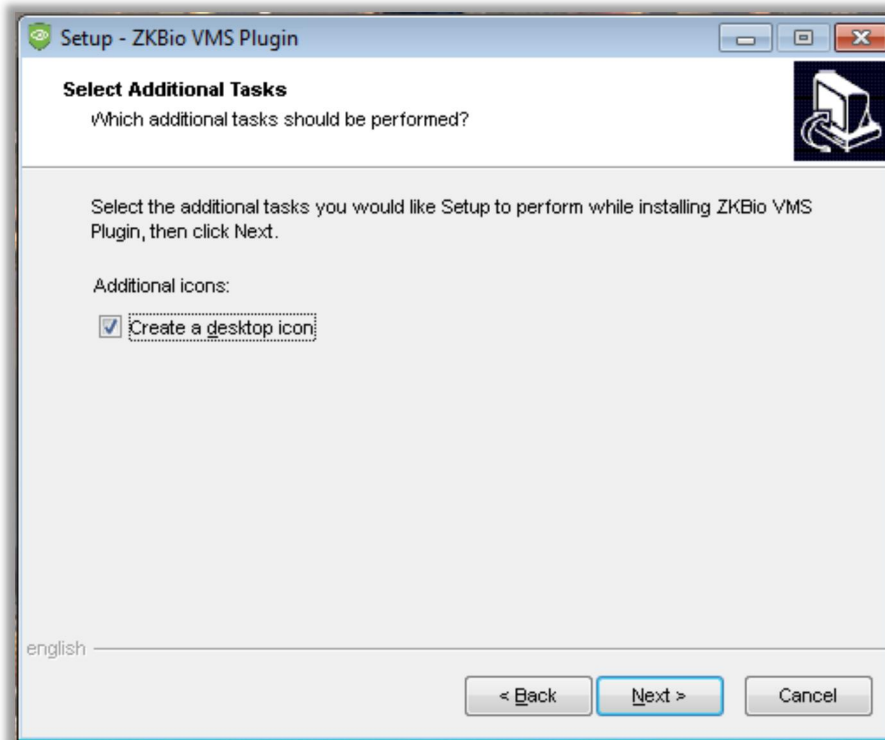 Setup - ZKBio VMS Plugin
Select Additional Tasks
Which additional tasks should be performed?
Select the additional tasks you would like Setup to perform while installing ZKBio VMS
Plugin, then click Next.
Additional icons:
Create a desktop icon
english
< Back
Next >
Cancel